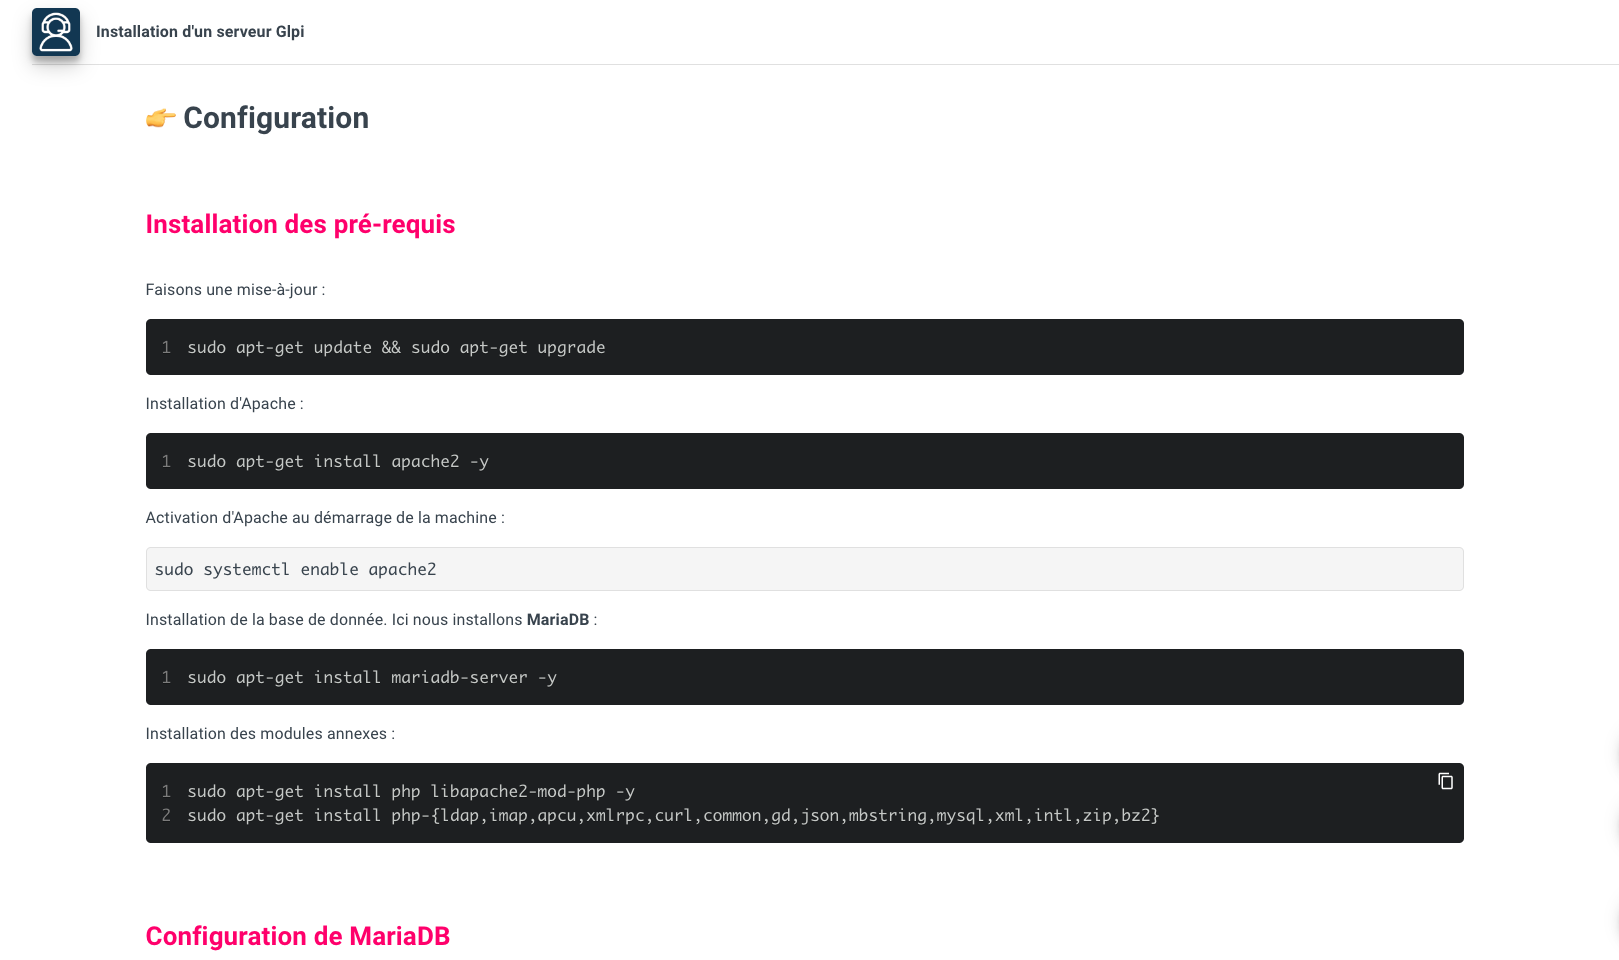 Installation d'un serveur Glpi
👉 Configuration
Installation des pré-requis
Faisons une mise-à-jour :
1 sudo apt-get update && sudo apt-get upgrade
Installation d'Apache :
1 sudo apt-get install apache2 -y
Activation d'Apache au démarrage de la machine :
sudo systemctl enable apache2
Installation de la base de donnée. Ici nous installons MariaDB :
1 sudo apt-get install mariadb-server -y
Installation des modules annexes :
1 sudo apt-get install php libapache2-mod-php -y
2 sudo apt-get install php-{ldap,imap,apcu,xmlrpc,curl,common,gd,json,mbstring,mysql,xml,intl,zip,bz2}
Configuration de MariaDB